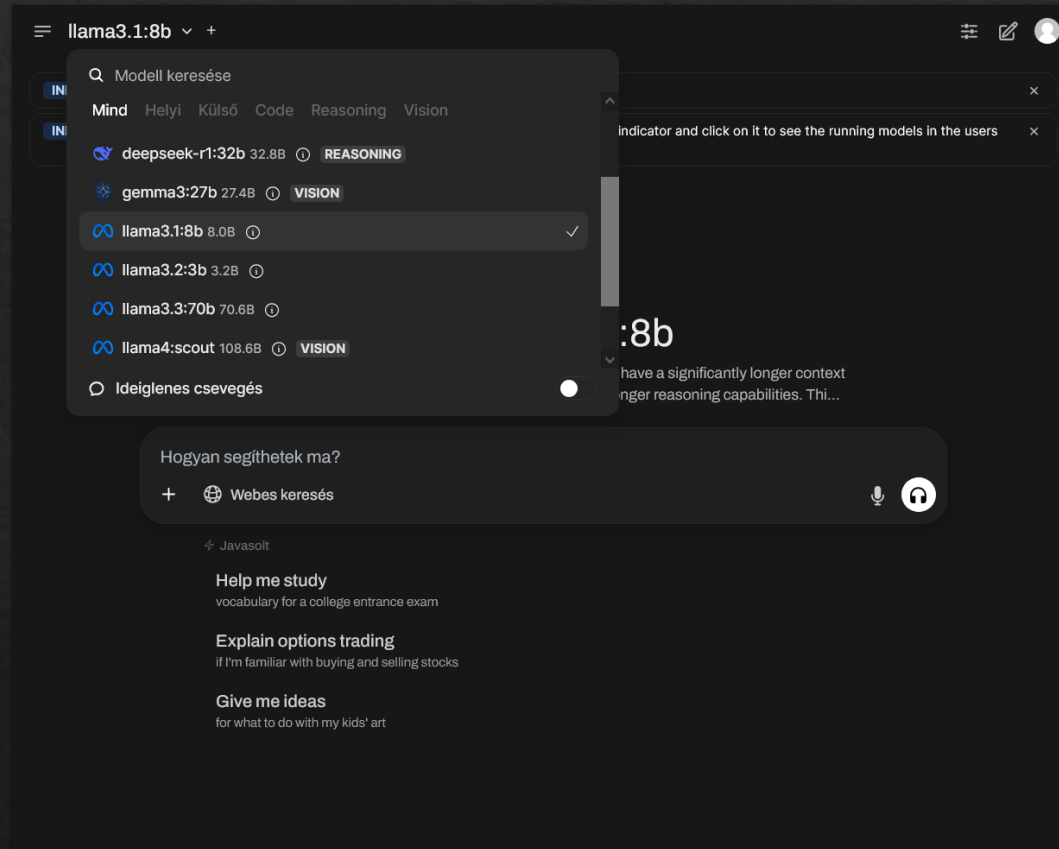 llama3.1:8b
Modell keresése
Mind Helyi Külső Code Reasoning Vision
deepseek-r1:32b 32.8B REASONING
gemma3:27b 27.4B VISION
llama3.1:8b 8.0B
llama3.2:3b 3.2B
llama3.3:70b 70.6B
llama4:scout 108.6B VISION
Ideiglenes csevegés
indicator and click on it to see the running models in the users
:8b
have a significantly longer context
reasoning capabilities. Thi...
Hogyan segíthetek ma?
Webes keresés
Javasolt
Help me study
vocabulary for a college entrance exam
Explain options trading
if I'm familiar with buying and selling stocks
Give me ideas
for what to do with my kids' art